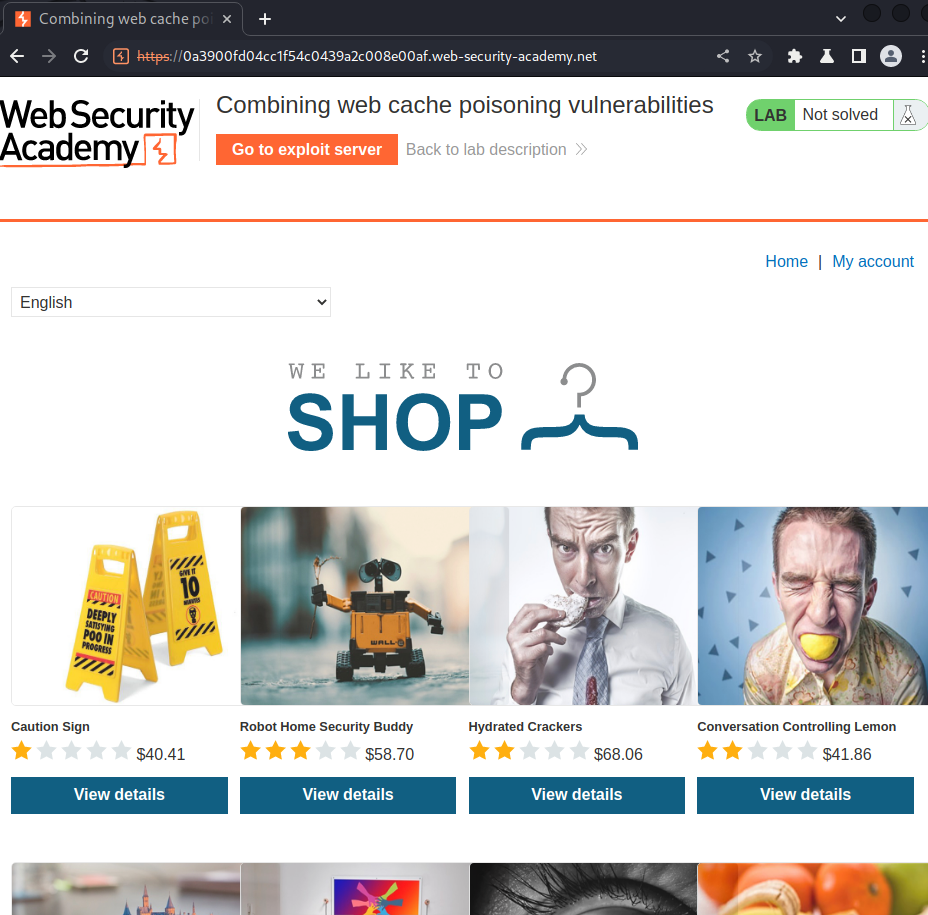 Combining web cache poi
https://0a3900fd04cc1f54c0439a2c008e00af.web-security-academy.net
Web Security
Academy
Combining web cache poisoning vulnerabilities
Go to exploit server
Back to lab description
LAB
Not solved
Home | My account
English
WE LIKE TO
SHOP
CAUTION
DEEPLY
SATISFYING
POO IN
PROGRESS
GIVE IT
10
MINUTES
WALL-E
Caution Sign
$40.41
View details
Robot Home Security Buddy
$58.70
View details
Hydrated Crackers
$68.06
View details
Conversation Controlling Lemon
$41.86
View details